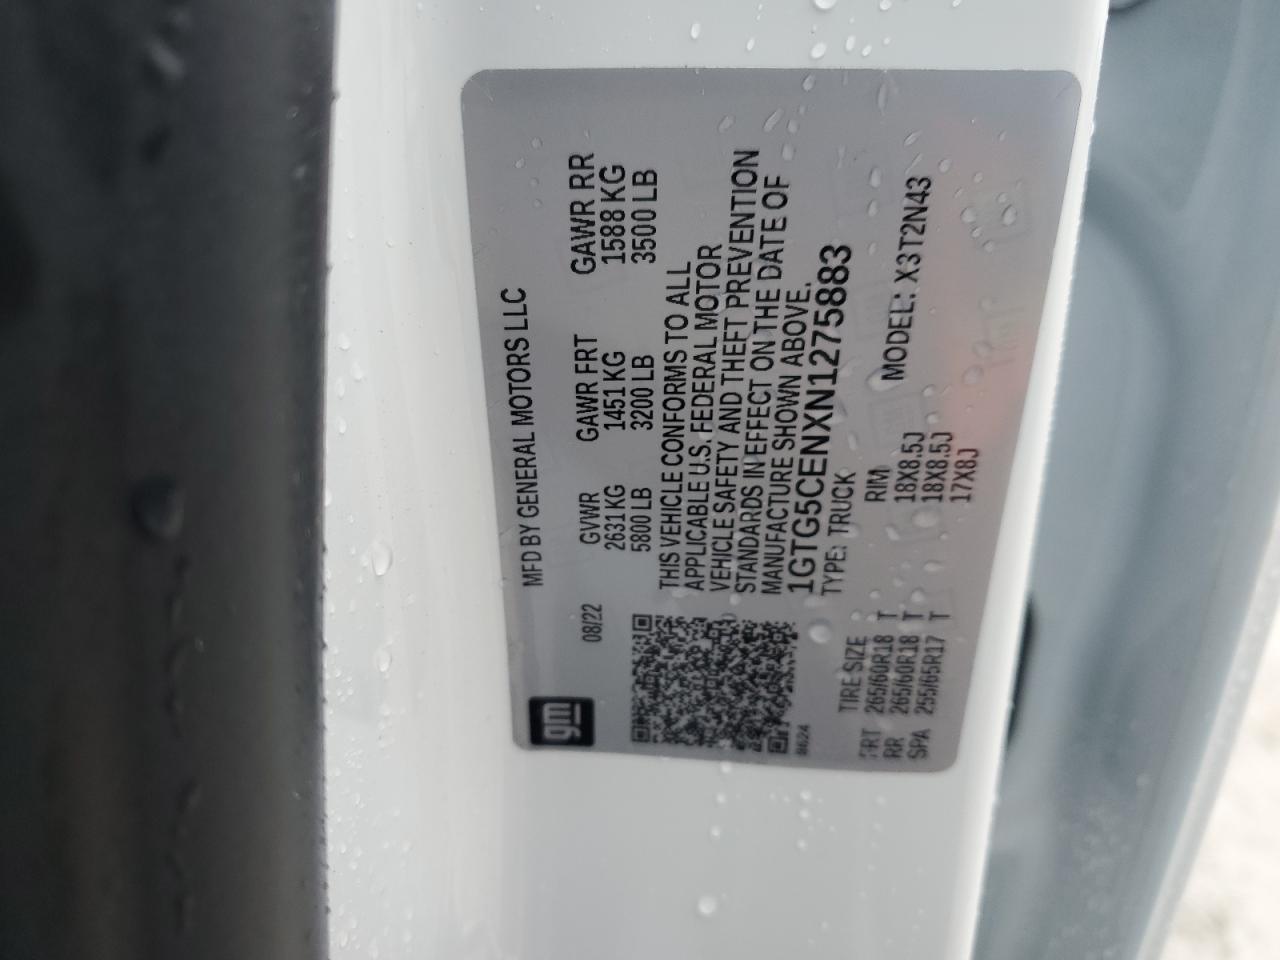 gm
MFD BY GENERAL MOTORS LLC
08/22
GVWR GAWR FRT GAWR RR
2631 KG 1451 KG 1588 KG
5800 LB 3200 LB 3500 LB
THIS VEHICLE CONFORMS TO ALL
APPLICABLE U.S. FEDERAL MOTOR
VEHICLE SAFETY AND THEFT PREVENTION
STANDARDS IN EFFECT ON THE DATE OF
MANUFACTURE SHOWN ABOVE.
1GTG5CENXN1275883
TYPE: TRUCK
8624
MODEL: X3T2N43
TIRE SIZE RIM
FRT 265/60R18 T 18X8.5J
RR 265/60R18 T 18X8.5J
SPA 255/65R17 T 17X8J